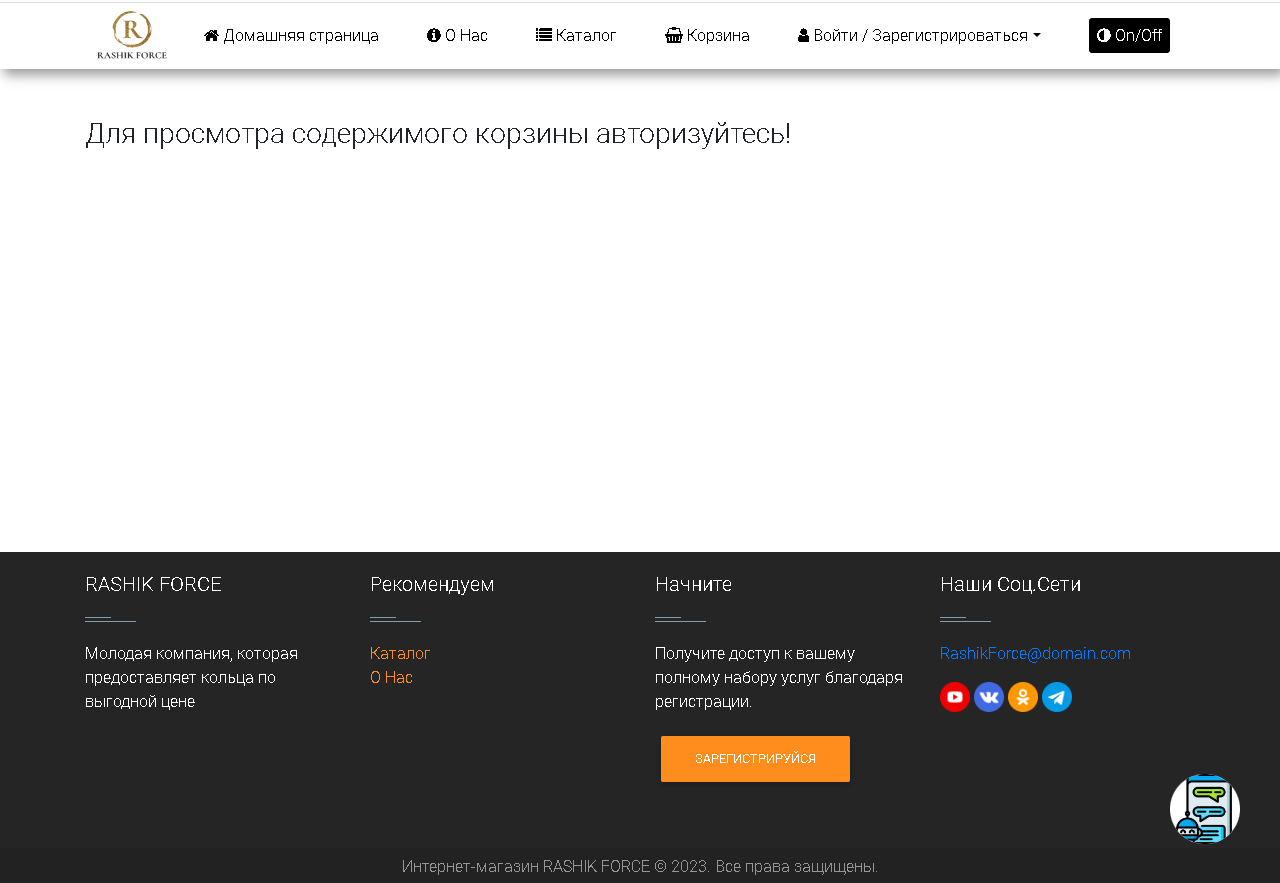 R
RASHIK FORCE
Домашняя страница
О Нас
Каталог
Корзина
Войти / Зарегистрироваться
On/Off
Для просмотра содержимого корзины авторизуйтесь!
RASHIK FORCE
Молодая компания, которая
предоставляет кольца по
выгодной цене
Рекомендуем
Каталог
О Нас
Начните
Получите доступ к вашему
полному набору услуг благодаря
регистрации.
ЗАРЕГИСТРИРУЙСЯ
Наши Соц.Сети
RashikForce@domain.com
Интернет-магазин RASHIK FORCE © 2023. Все права защищены.